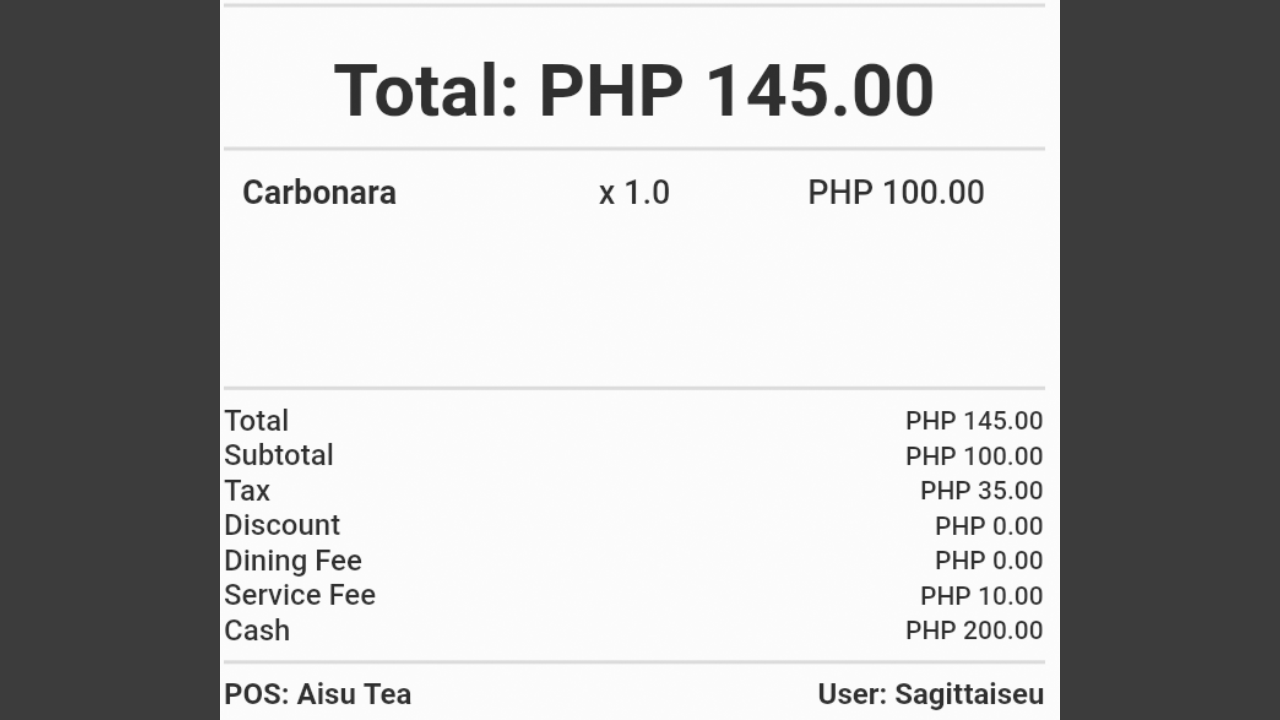 Total: PHP 145.00
Carbonara x 1.0 PHP 100.00
Total PHP 145.00
Subtotal PHP 100.00
Tax PHP 35.00
Discount PHP 0.00
Dining Fee PHP 0.00
Service Fee PHP 10.00
Cash PHP 200.00
POS: Aisu Tea User: Sagittaiseu